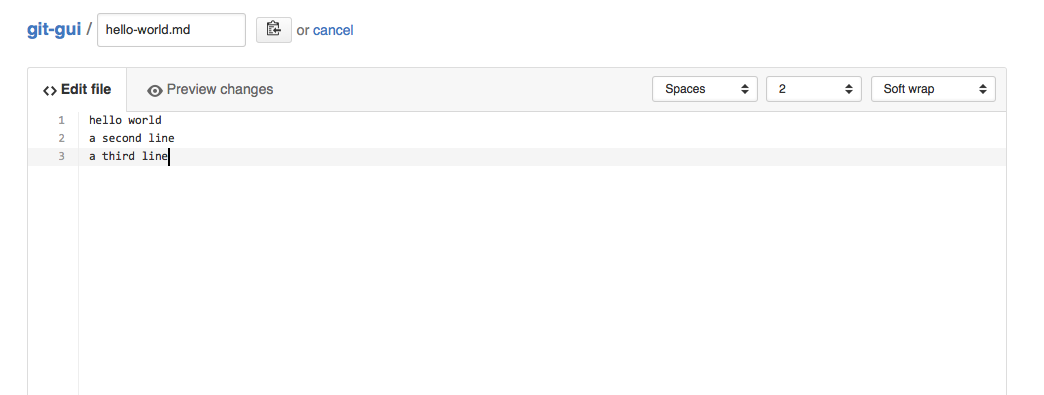 git-gui / hello-world.md or cancel
<> Edit file Preview changes Spaces 2 Soft wrap
1 hello world
2 a second line
3 a third line